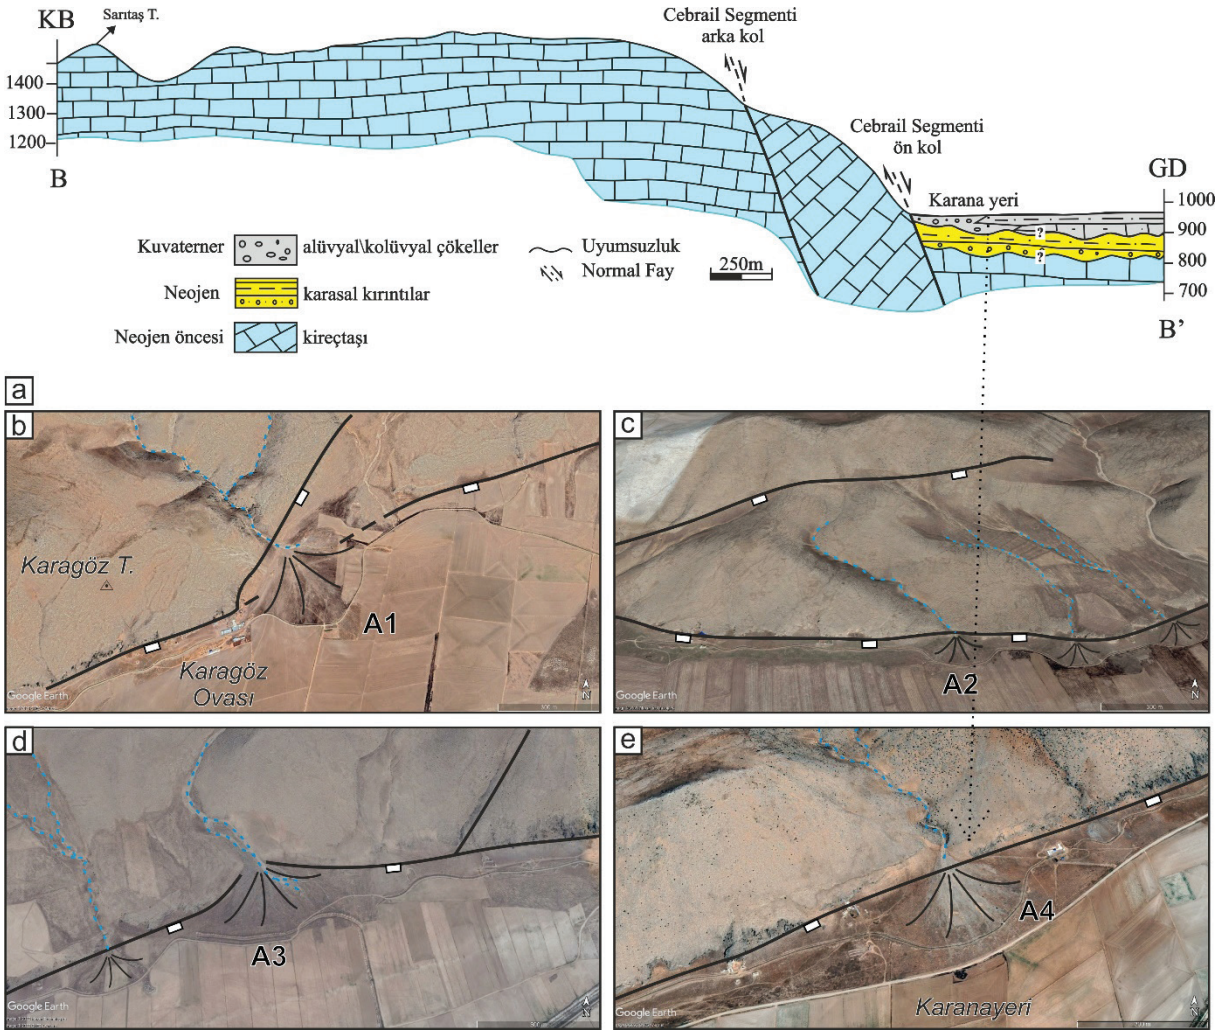 KB
Sarıtaş T.
Cebrail Segmenti
arka kol
1400
1300
1200
B
Cebrail Segmenti
ön kol
Karana yeri
GD
1000
900
800
700
B’
?
?
Kuvaterner
alüvyal\kolüvyal çökeller
Neojen
karasal kırıntılar
Neojen öncesi
kireçtaşı
Uyumsuzluk
Normal Fay
250m
a
b
Karagöz T.
A1
Karagöz
Ovası
Google Earth
N
c
A2
Google Earth
N
d
A3
Google Earth
N
e
A4
Karanayeri
Google Earth
N